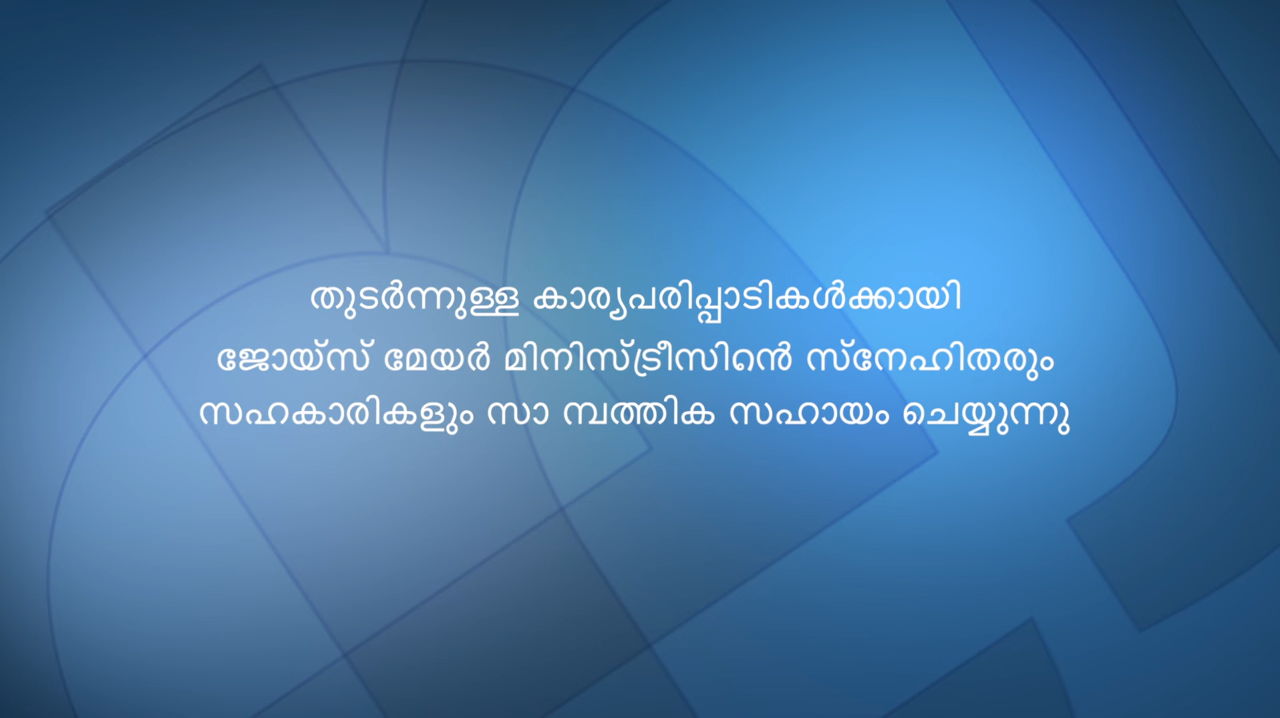 തുടർന്നുള്ള കാര്യപരിപ്പാടികൾക്കായി
ജോയ്സ് മേയർ മിനിസ്ട്രീസിൻെ സ്നേഹിതരും
സഹകാരികളും സാ മ്പത്തിക സഹായം ചെയ്യുന്നു